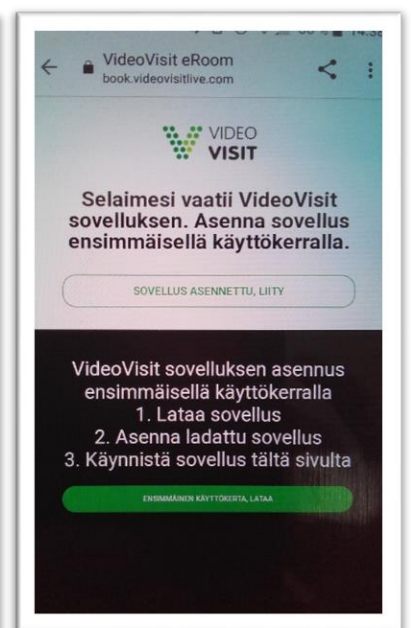 14:38
VideoVisit eRoom
book.videovisitlive.com
VIDEO
VISIT
Selaimesi vaatii VideoVisit
sovelluksen. Asenna sovellus
ensimmäisellä käyttökerralla.
SOVELLUS ASENNETTU, LIITY
VideoVisit sovelluksen asennus
ensimmäisellä käyttökerralla
1. Lataa sovellus
2. Asenna ladattu sovellus
3. Käynnistä sovellus tältä sivulta
ENSIMMÄINEN KÄYTTÖKERTA, LATAA